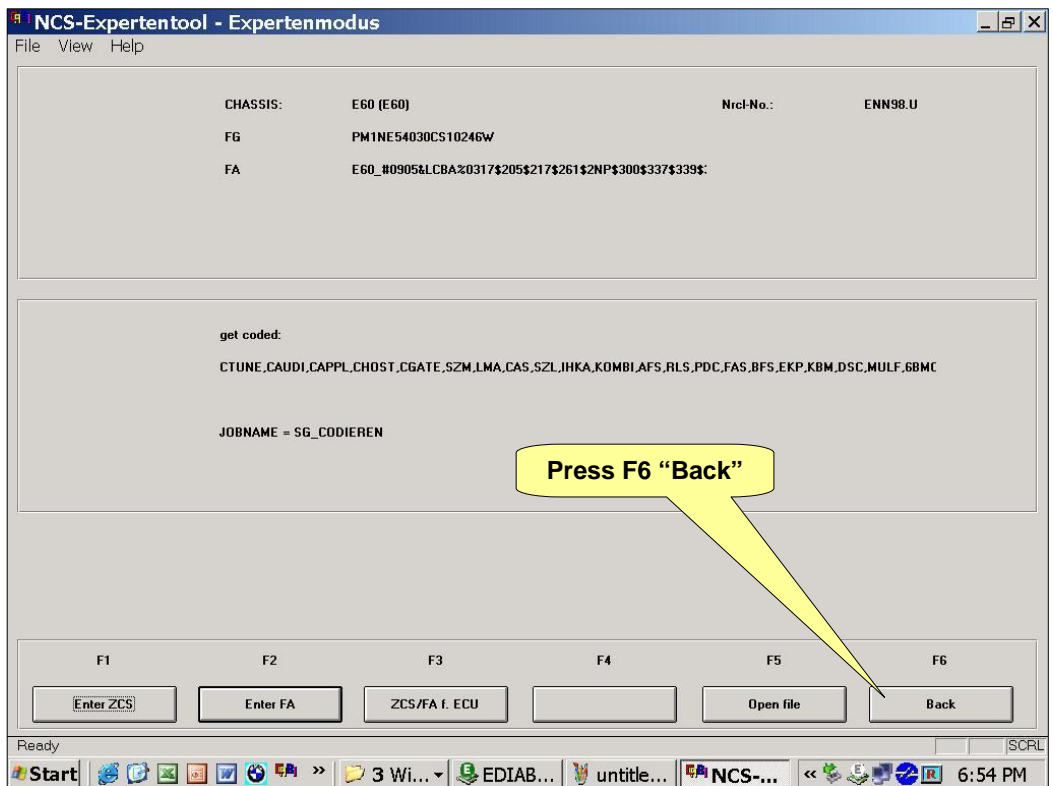 NCS-Expertentool - Expertenmodus
File View Help
CHASSIS: E60 (E60) Nrcl-No.: ENN98.U
FG PM1NE54030CS10246W
FA E60_#0905&LCBA%0317$205$217$261$2NP$300$337$339$:
get coded:
CTUNE,CAUDI,CAPPL,CHOST,CGATE,SZM,LMA,CAS,SZL,IHKA,KOMBI,AFS,RLS,PDC,FAS,BFS,EKP,KBM,DSC,MULF,GBMC
JOBNAME = SG_CODIEREN
Press F6 “Back”
F1 F2 F3 F4 F5 F6
Enter ZCS Enter FA ZCS/FA f. ECU Open file Back
Ready SCRL
Start » 3 Wi... EDIAB... untitle... NCS-... « 6:54 PM